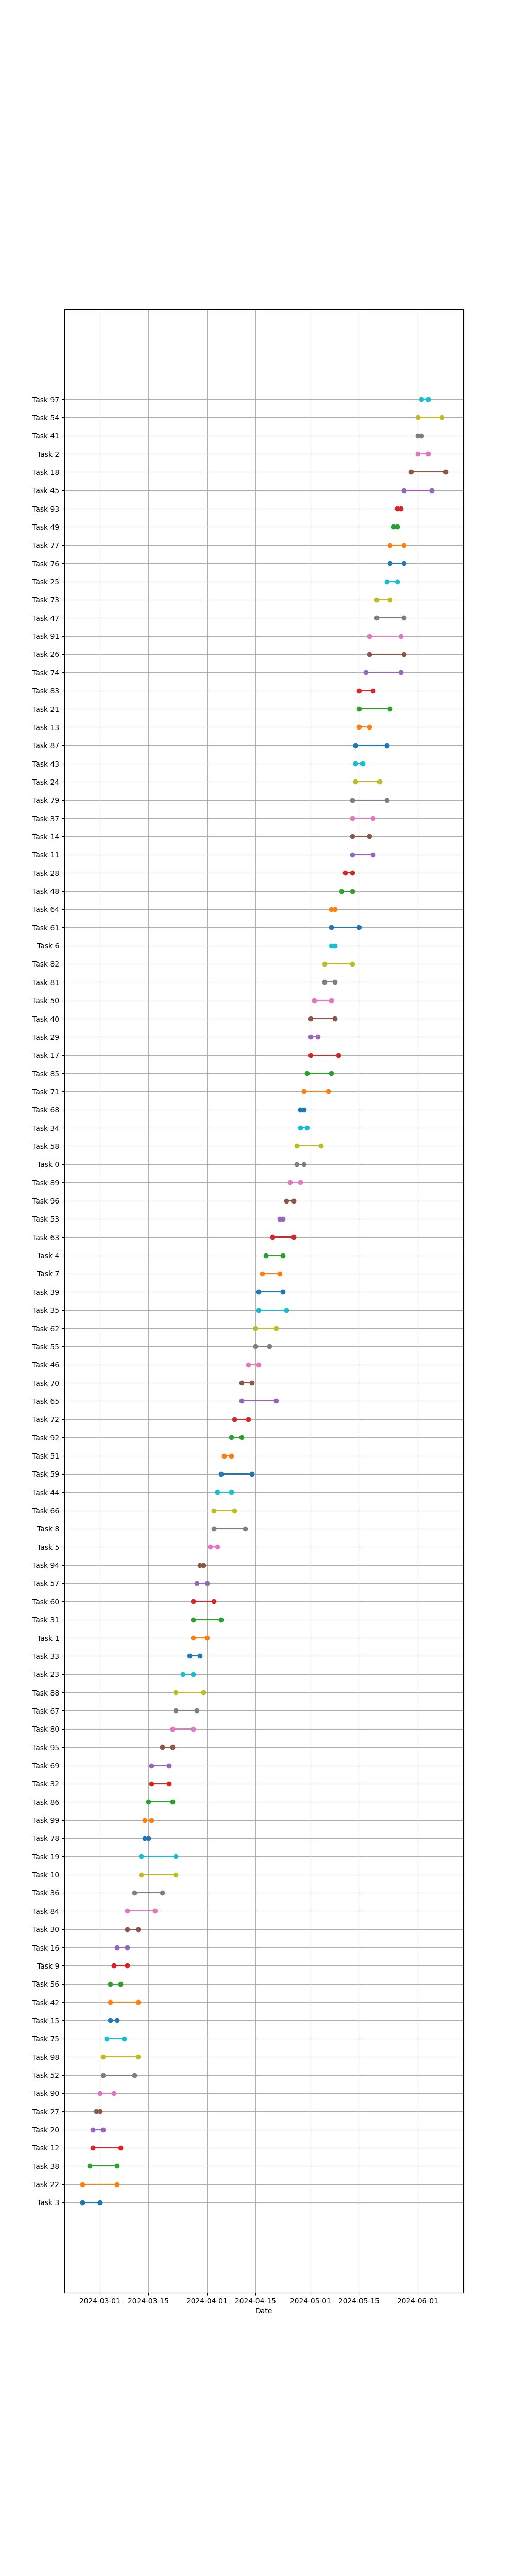 Task 97
Task 54
Task 41
Task 2
Task 18
Task 45
Task 93
Task 49
Task 77
Task 76
Task 25
Task 73
Task 47
Task 91
Task 26
Task 74
Task 83
Task 21
Task 13
Task 87
Task 43
Task 24
Task 79
Task 37
Task 14
Task 11
Task 28
Task 48
Task 64
Task 61
Task 6
Task 82
Task 81
Task 50
Task 40
Task 29
Task 17
Task 85
Task 71
Task 68
Task 34
Task 58
Task 0
Task 89
Task 96
Task 53
Task 63
Task 4
Task 7
Task 39
Task 35
Task 62
Task 55
Task 46
Task 70
Task 65
Task 72
Task 92
Task 51
Task 59
Task 44
Task 66
Task 8
Task 5
Task 94
Task 57
Task 60
Task 31
Task 1
Task 33
Task 23
Task 88
Task 67
Task 80
Task 95
Task 69
Task 32
Task 86
Task 99
Task 78
Task 19
Task 10
Task 36
Task 84
Task 30
Task 16
Task 9
Task 56
Task 42
Task 15
Task 75
Task 98
Task 52
Task 90
Task 27
Task 20
Task 12
Task 38
Task 22
Task 3
2024-03-01 2024-03-15 2024-04-01 2024-04-15 2024-05-01 2024-05-15 2024-06-01
Date